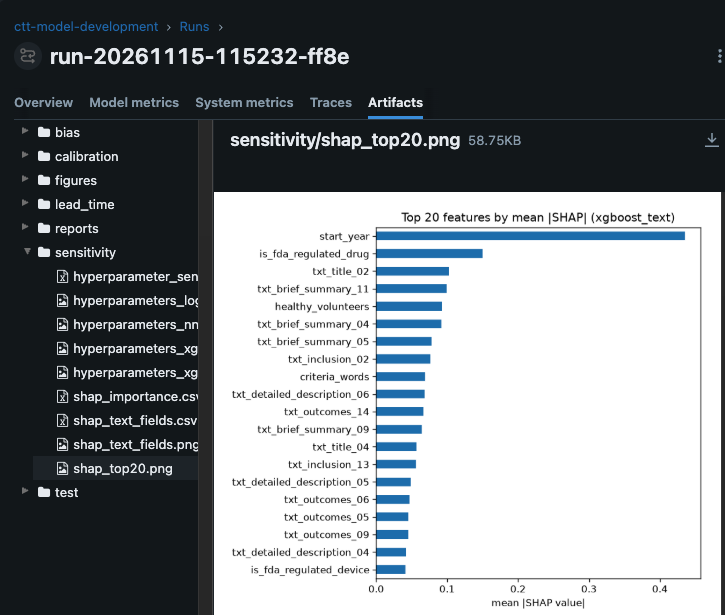 ctt-model-development › Runs ›
run-20261115-115232-ff8e
Overview Model metrics System metrics Traces Artifacts
bias
calibration
figures
lead_time
reports
sensitivity
hyperparameter_sen
hyperparameters_log
hyperparameters_nn
hyperparameters_xg
hyperparameters_xg
shap_importance.csv
shap_text_fields.csv
shap_text_fields.png
shap_top20.png
test
sensitivity/shap_top20.png 58.75KB
Top 20 features by mean |SHAP| (xgboost_text)
start_year
is_fda_regulated_drug
txt_title_02
txt_brief_summary_11
healthy_volunteers
txt_brief_summary_04
txt_brief_summary_05
txt_inclusion_02
criteria_words
txt_detailed_description_06
txt_outcomes_14
txt_brief_summary_09
txt_title_04
txt_inclusion_13
txt_detailed_description_05
txt_outcomes_06
txt_outcomes_05
txt_outcomes_09
txt_detailed_description_04
is_fda_regulated_device
0.0 0.1 0.2 0.3 0.4
mean |SHAP value|